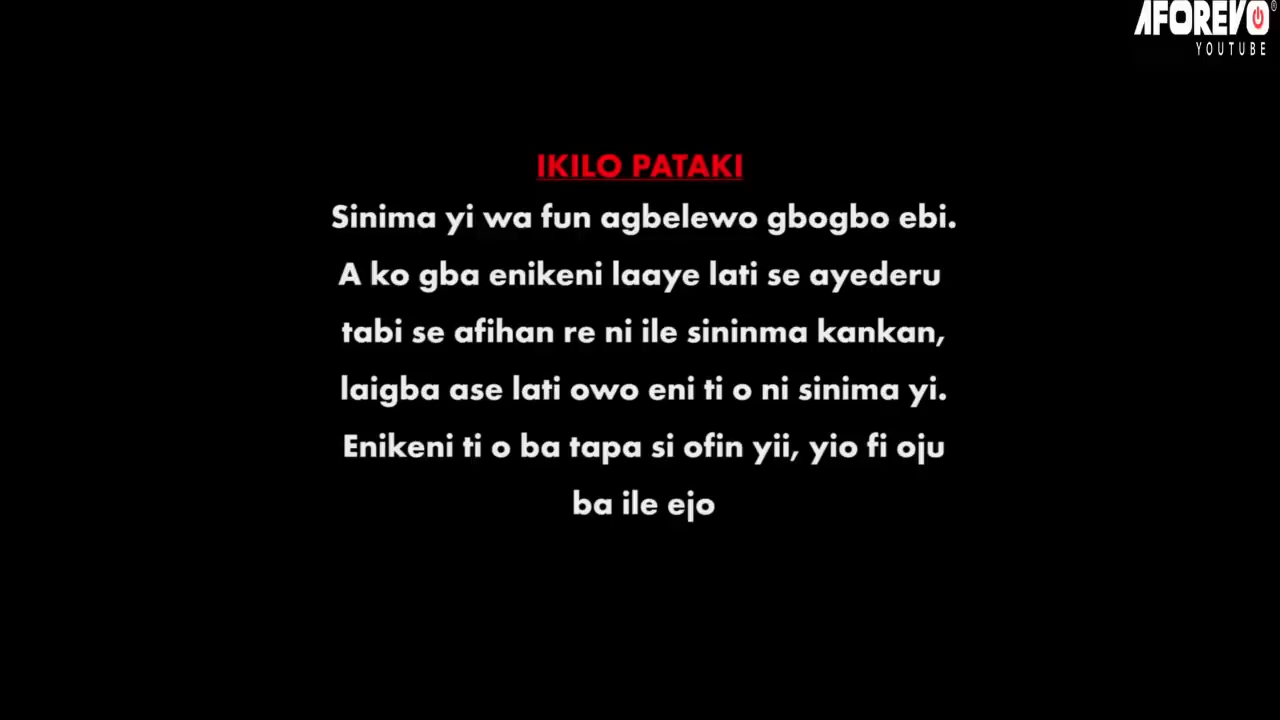 AFOREVO
YOUTUBE
IKILO PATAKI
Sinima yi wa fun agbelewo gbogbo ebi.
A ko gba enikeni laaye lati se ayederu
tabi se afihan re ni ile sininma kankan,
laigba ase lati owo eni ti o ni sinima yi.
Enikeni ti o ba tapa si ofin yii, yio fi oju
ba ile ejo